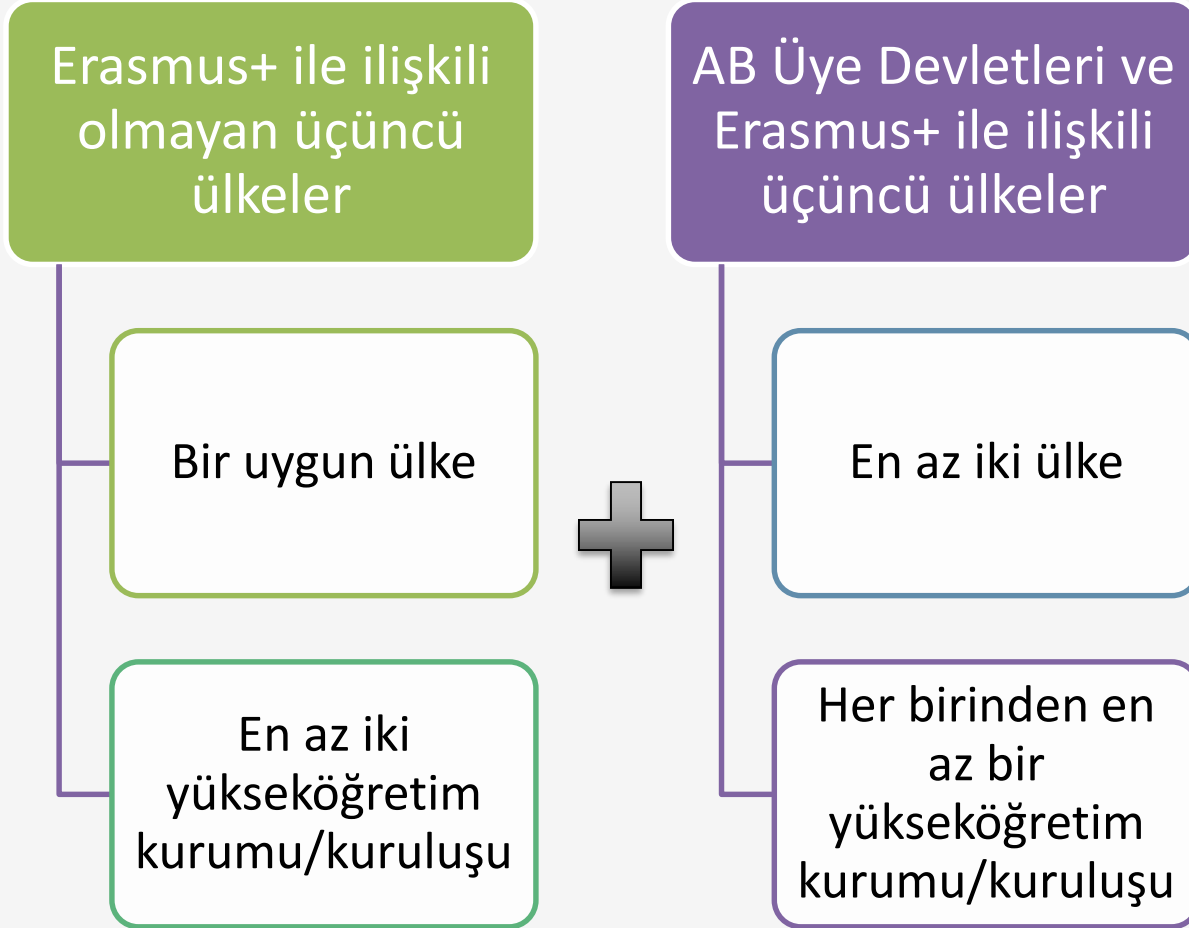 Erasmus+ ile ilişkili
olmayan üçüncü
ülkeler
Bir uygun ülke
En az iki
yükseköğretim
kurumu/kuruluşu
AB Üye Devletleri ve
Erasmus+ ile ilişkili
üçüncü ülkeler
En az iki ülke
Her birinden en
az bir
yükseköğretim
kurumu/kuruluşu